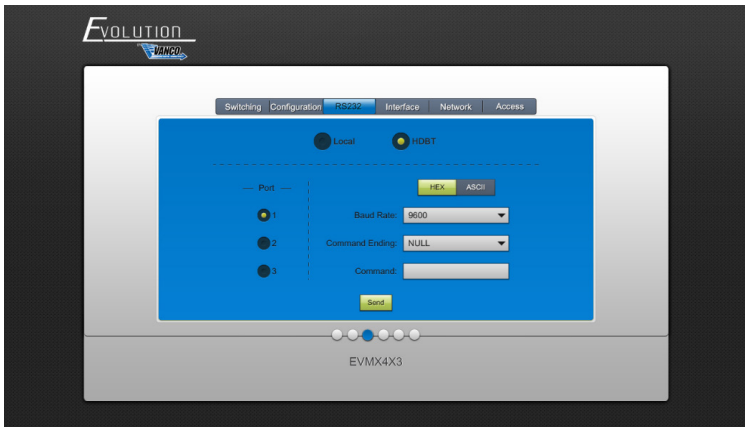 EVOLUTION
VANCO
Switching Configuration RS232 Interface Network Access
Local HDBT
Port
HEX ASCII
1 Baud Rate: 9600
2 Command Ending: NULL
3 Command:
Send
EVMX4X3